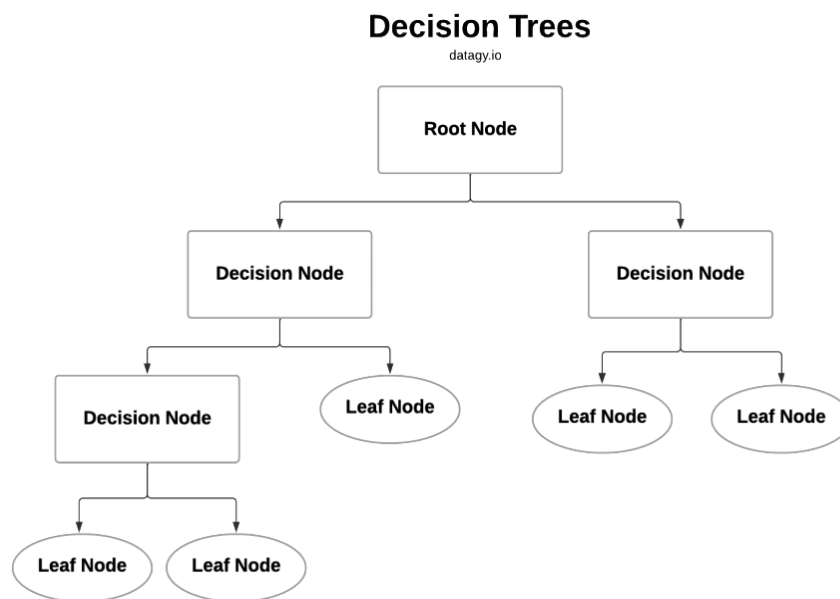 Decision Trees
datagy.io
Root Node
Decision Node
Decision Node
Decision Node
Leaf Node
Leaf Node
Leaf Node
Leaf Node
Leaf Node